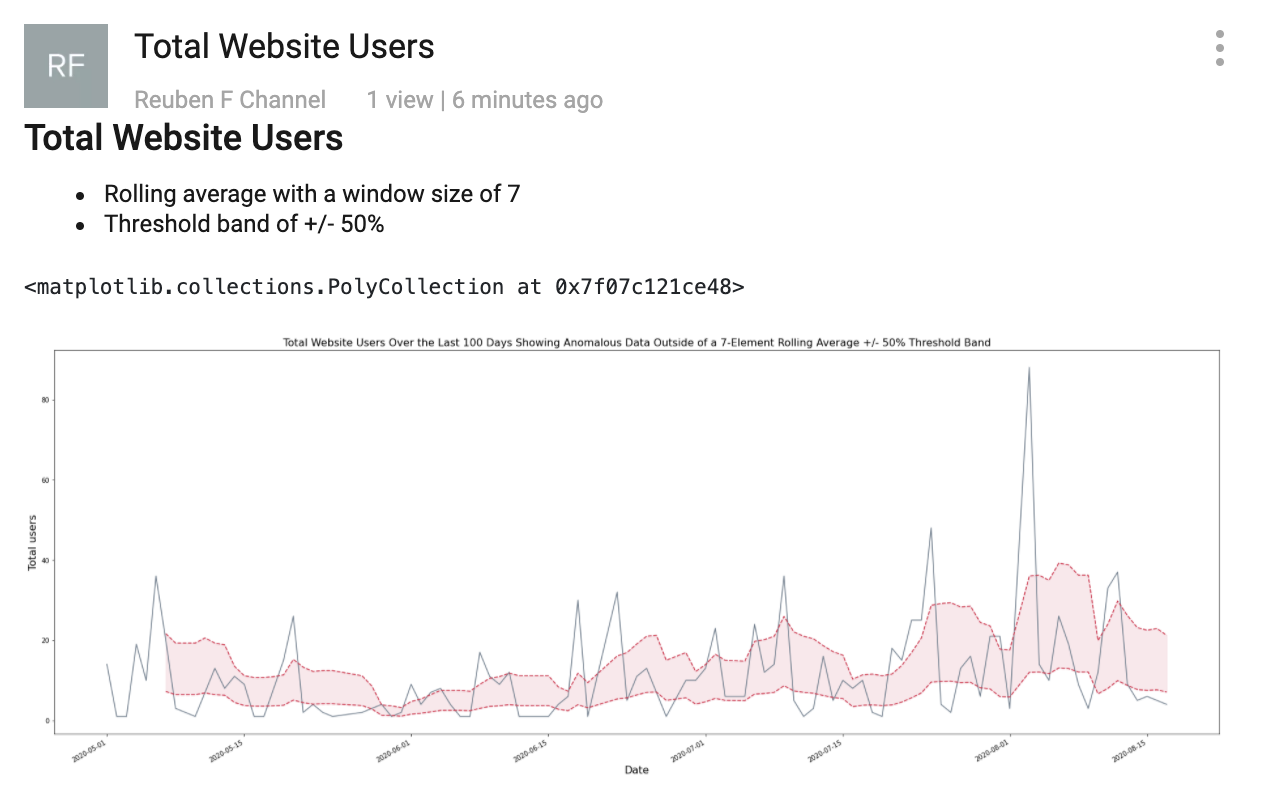 RF
Total Website Users
Reuben F Channel 1 view | 6 minutes ago
Total Website Users
• Rolling average with a window size of 7
• Threshold band of +/- 50%
<matplotlib.collections.PolyCollection at 0x7f07c121ce48>
Total Website Users Over the Last 100 Days Showing Anomalous Data Outside of a 7-Element Rolling Average +/- 50% Threshold Band
Total users
80
60
40
20
0
2020-05-01
2020-05-15
2020-06-01
2020-06-15
2020-07-01
2020-07-15
2020-08-01
2020-08-15
Date